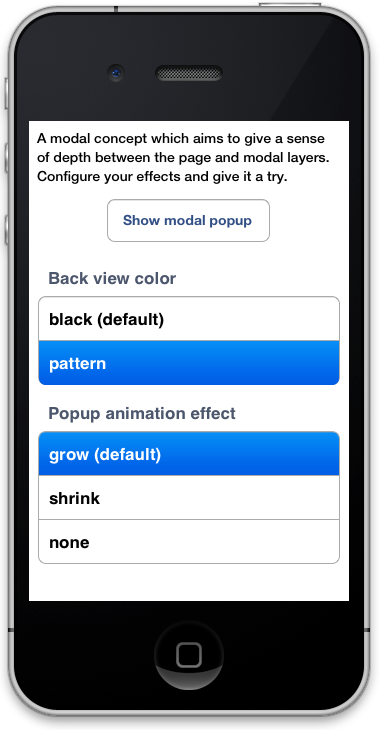 A modal concept which aims to give a sense
of depth between the page and modal layers.
Configure your effects and give it a try.
Show modal popup
Back view color
black (default)
pattern
Popup animation effect
grow (default)
shrink
none